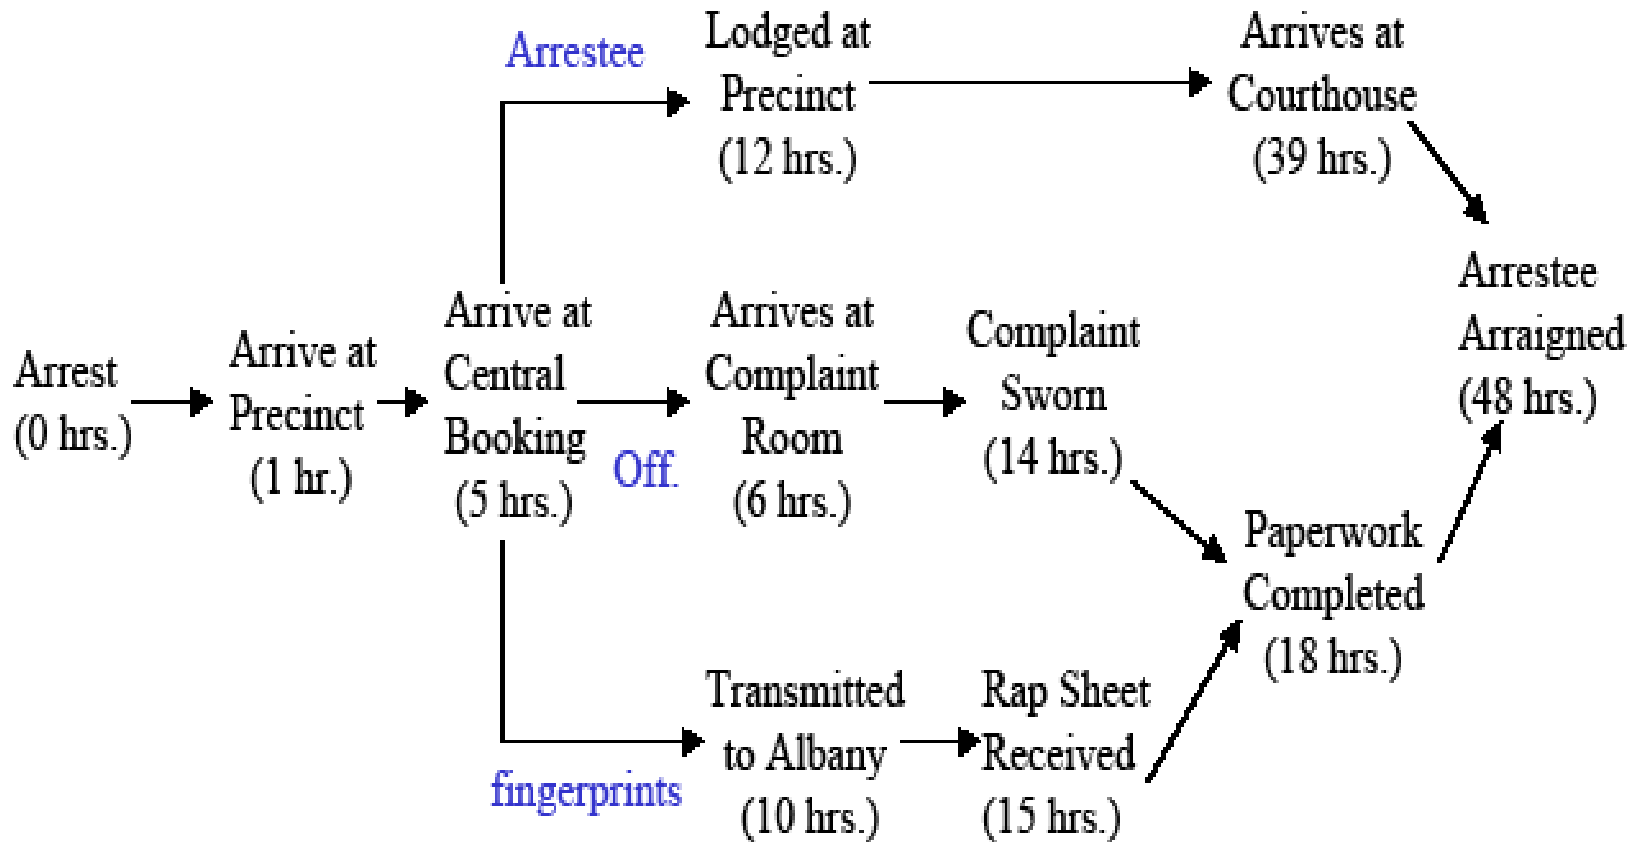 Arrestee
Lodged at
Precinct
(12 hrs.)
Arrives at
Courthouse
(39 hrs.)
Arrest
(0 hrs.)
Arrive at
Precinct
(1 hr.)
Arrive at
Central
Booking
(5 hrs.)
Off.
Arrives at
Complaint
Room
(6 hrs.)
Complaint
Sworn
(14 hrs.)
Arrestee
Arraigned
(48 hrs.)
Paperwork
Completed
(18 hrs.)
fingerprints
Transmitted
to Albany
(10 hrs.)
Rap Sheet
Received
(15 hrs.)